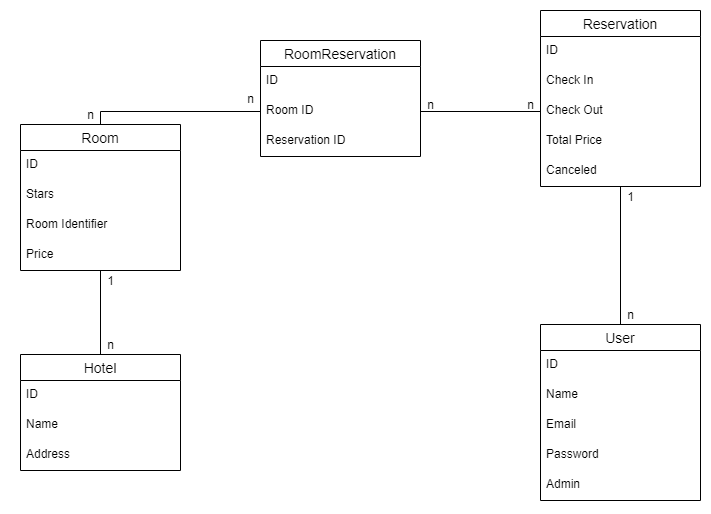 Reservation
ID
Check In
Check Out
Total Price
Canceled
1
n
RoomReservation
ID
Room ID
Reservation ID
n
n
n
n
Room
ID
Stars
Room Identifier
Price
1
n
Hotel
ID
Name
Address
User
ID
Name
Email
Password
Admin